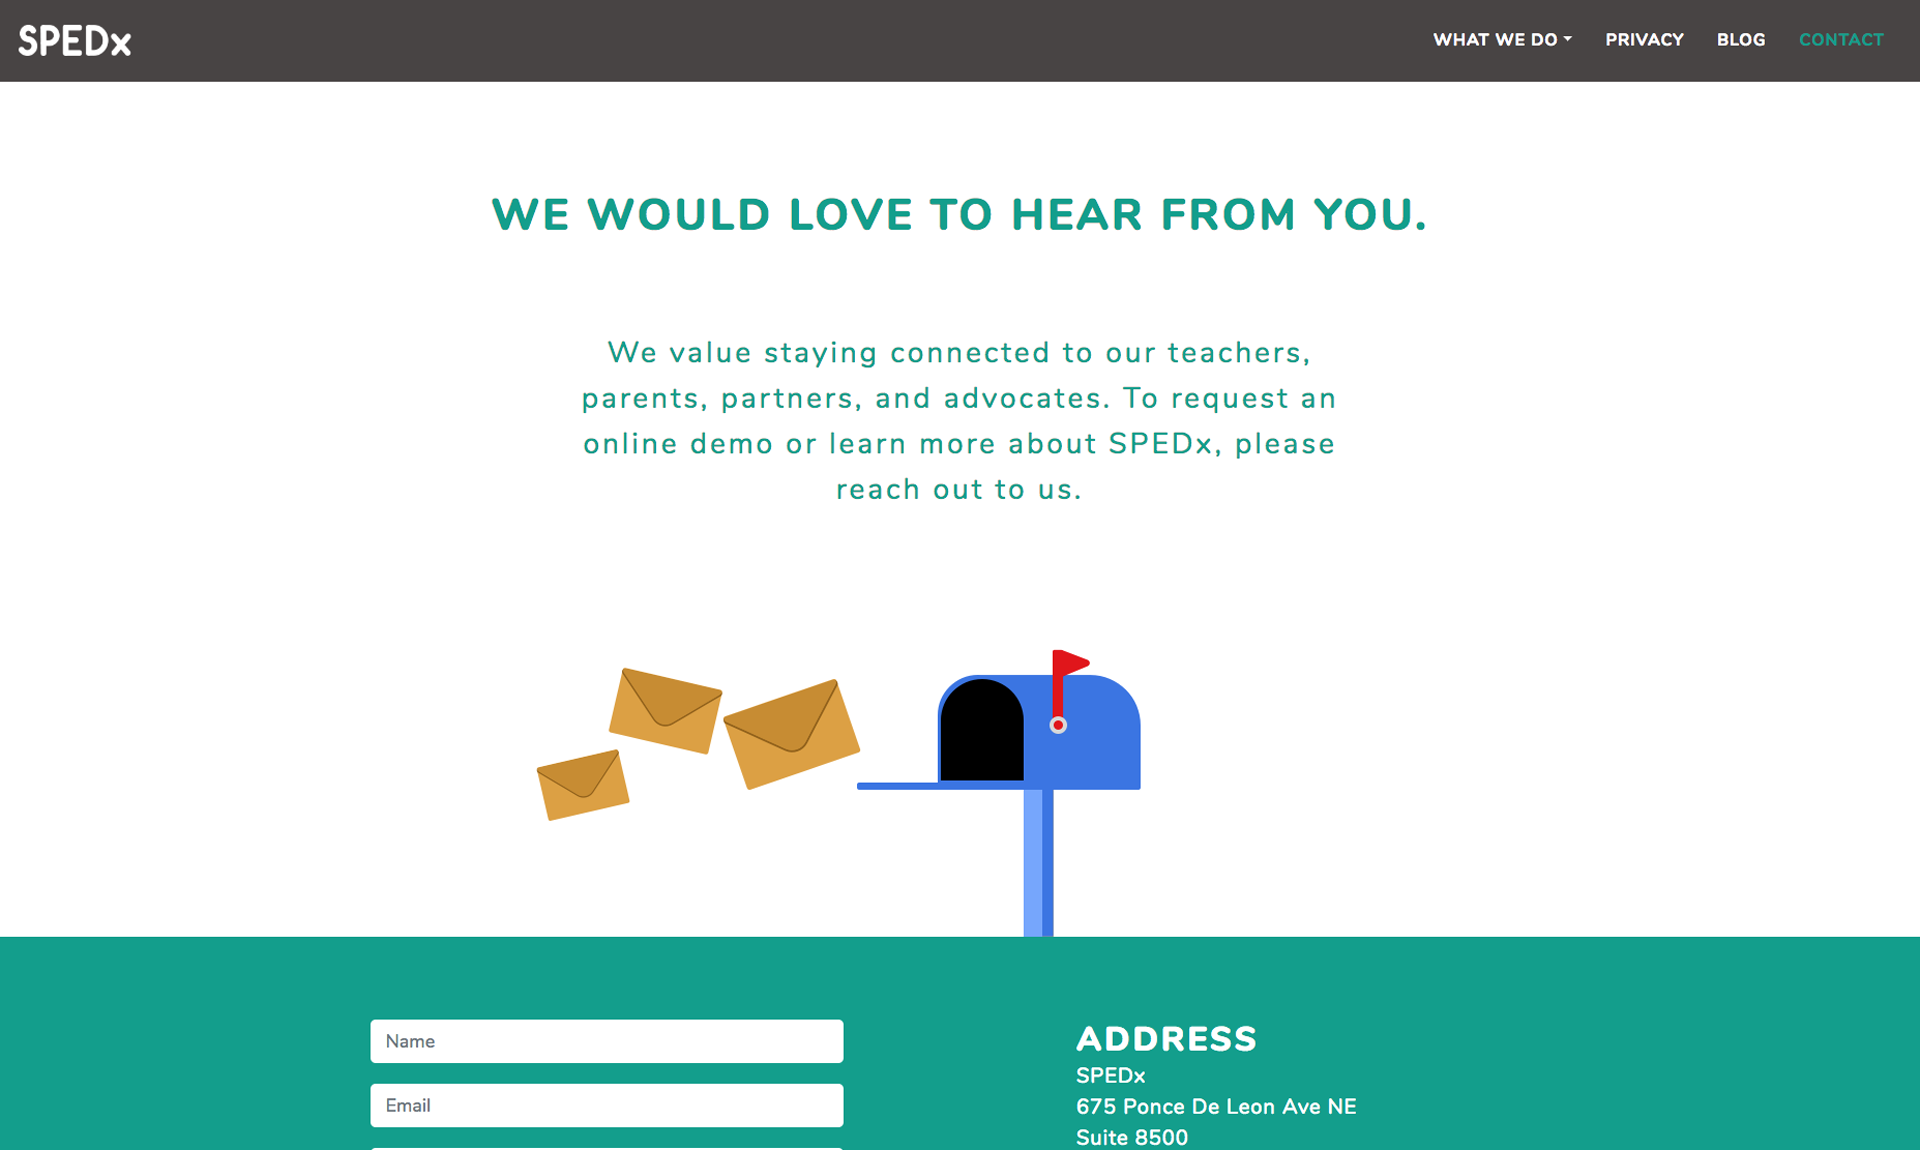 SPEDx
WHAT WE DO
PRIVACY
BLOG
CONTACT
WE WOULD LOVE TO HEAR FROM YOU.
We value staying connected to our teachers,
parents, partners, and advocates. To request an
online demo or learn more about SPEDx, please
reach out to us.
Name
Email
ADDRESS
SPEDx
675 Ponce De Leon Ave NE
Suite 8500